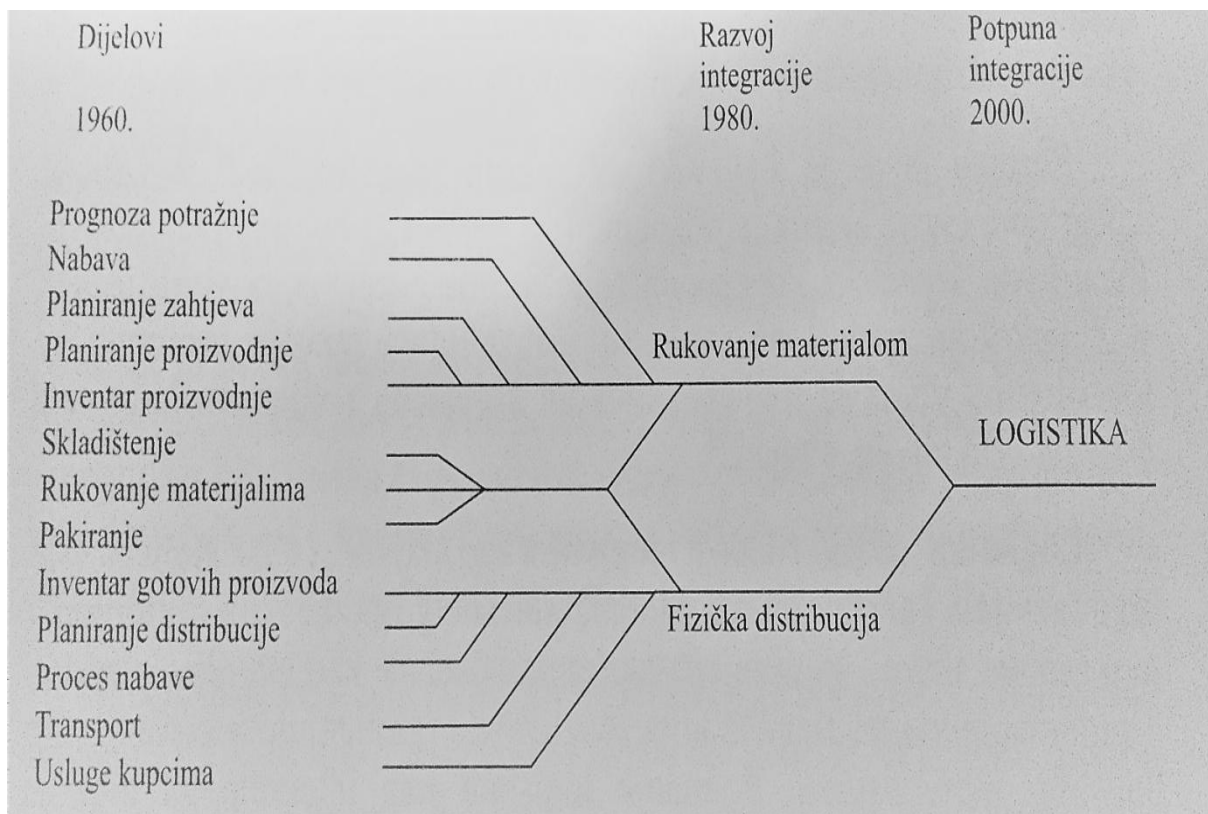 Dijelovi
1960.
Razvoj
integracije
1980.
Potpuna
integracije
2000.
Prognoza potražnje
Nabava
Planiranje zahtjeva
Planiranje proizvodnje
Inventar proizvodnje
Skladištenje
Rukovanje materijalima
Pakiranje
Inventar gotovih proizvoda
Planiranje distribucije
Proces nabave
Transport
Usluge kupcima
Rukovanje materijalom
Fizička distribucija
LOGISTIKA